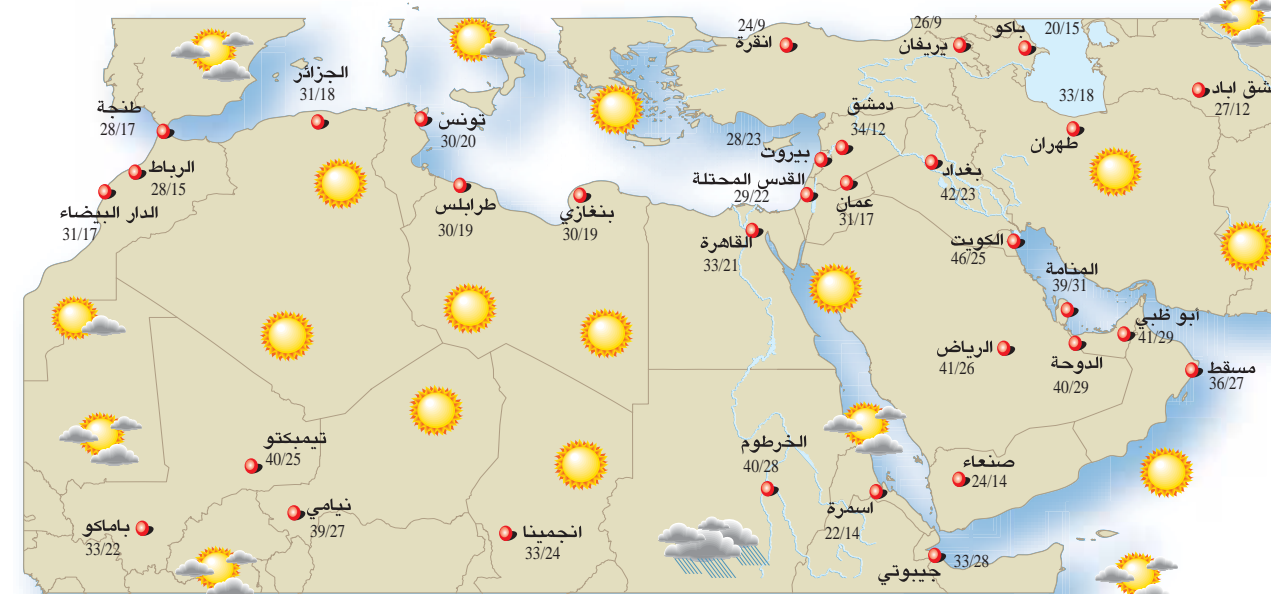 24/9
انقرة
26/9
يريفان
باكو
20/15
33/18
طهران
شق اباد
27/12
الجزائر
31/18
طنجة
28/17
تونس
30/20
دمشق
34/12
28/23
بيروت
بغداد
42/23
الرباط
28/15
الدار البيضاء
31/17
طرابلس
30/19
بنغازي
30/19
القدس المحتلة
29/22
عمان
31/17
القاهرة
33/21
الكويت
46/25
المنامة
39/31
أبو ظبي
41/29
الرياض
41/26
الدوحة
40/29
مسقط
36/27
تيمبكتو
40/25
الخرطوم
40/28
صنعاء
24/14
نيامي
39/27
باماكو
33/22
انجمينا
33/24
اسمرة
22/14
33/28
جيبوتي